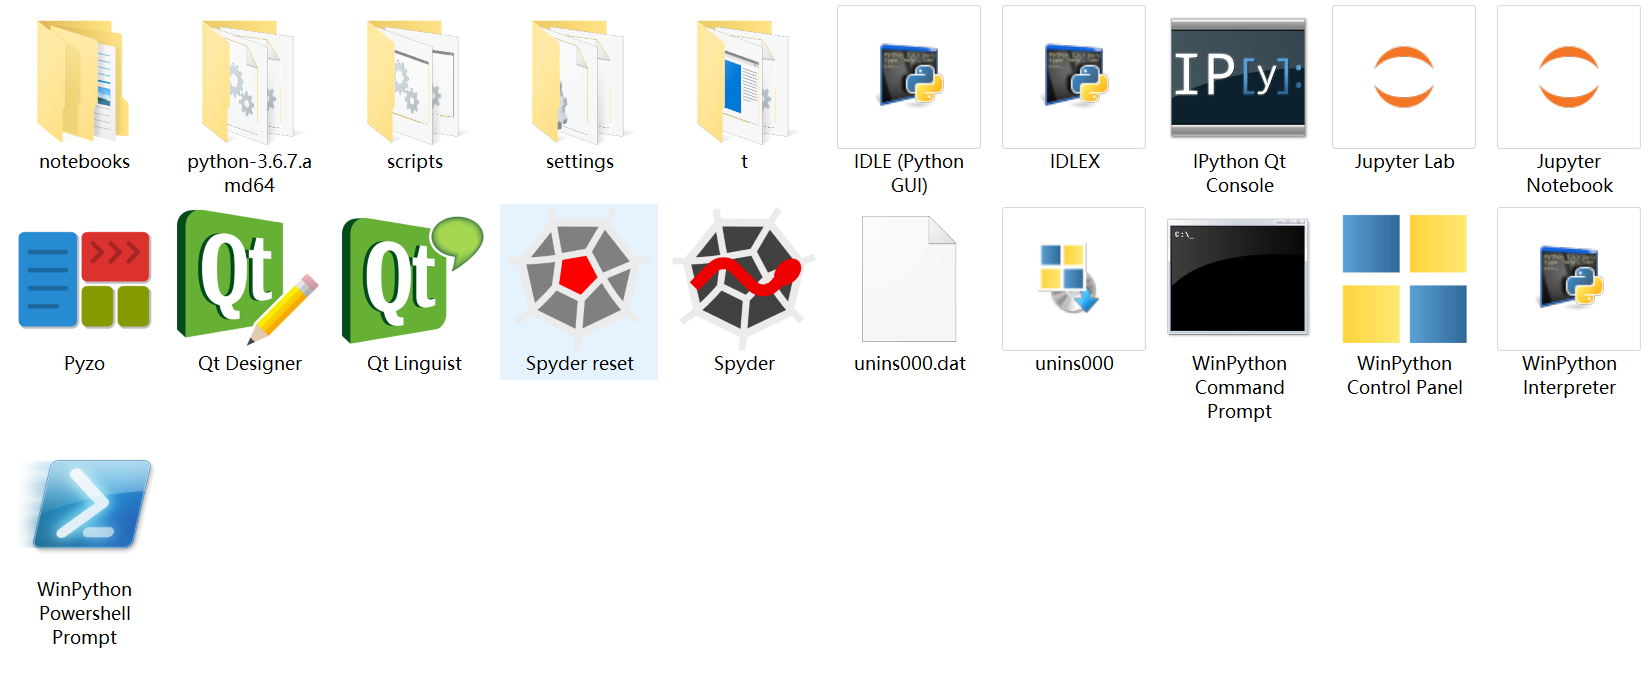 IP[y]:
notebooks
python-3.6.7.a
md64
scripts
settings
t
IDLE (Python
GUI)
IDLEX
IPython Qt
Console
Jupyter Lab
Jupyter
Notebook
Qt
Qt
C:\_
Pyzo
Qt Designer
Qt Linguist
Spyder reset
Spyder
unins000.dat
unins000
WinPython
Command
Prompt
WinPython
Control Panel
WinPython
Interpreter
WinPython
Powershell
Prompt